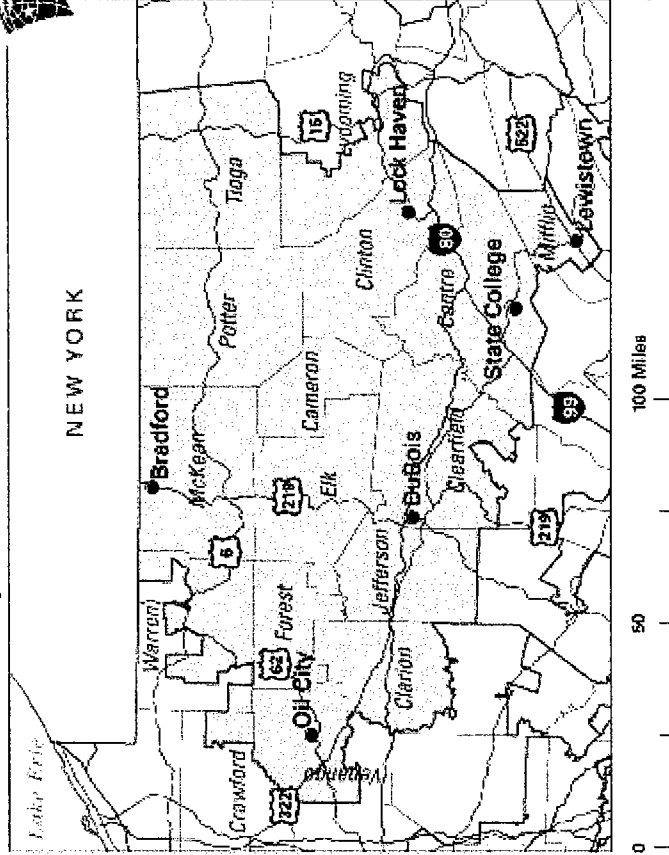 NEW YORK
Lake Erie
Warren
Bradford
McKean
Potter
Tioga
Crawford
6
62
Forest
219
Elk
Cameron
15
Lycoming
322
Oil City
Venango
Clinton
Jefferson
DuBois
Lock Haven
Clarion
Clearfield
Centre
80
State College
522
219
99
Mifflin
Lewistown
0
50
100 Miles